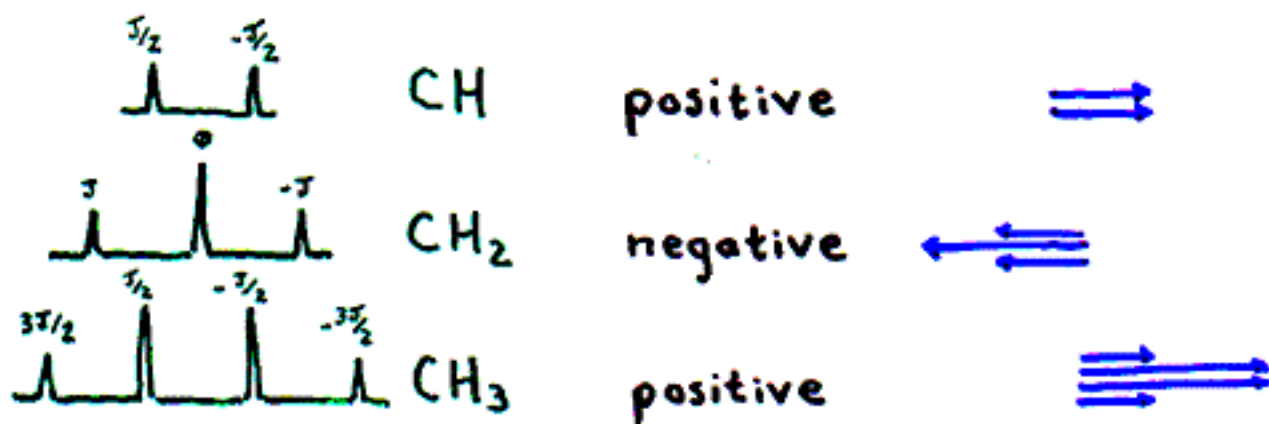 J/2 -J/2
CH positive
0
J -J
CH2 negative
J/2 -J/2
3J/2 -3J/2
CH3 positive